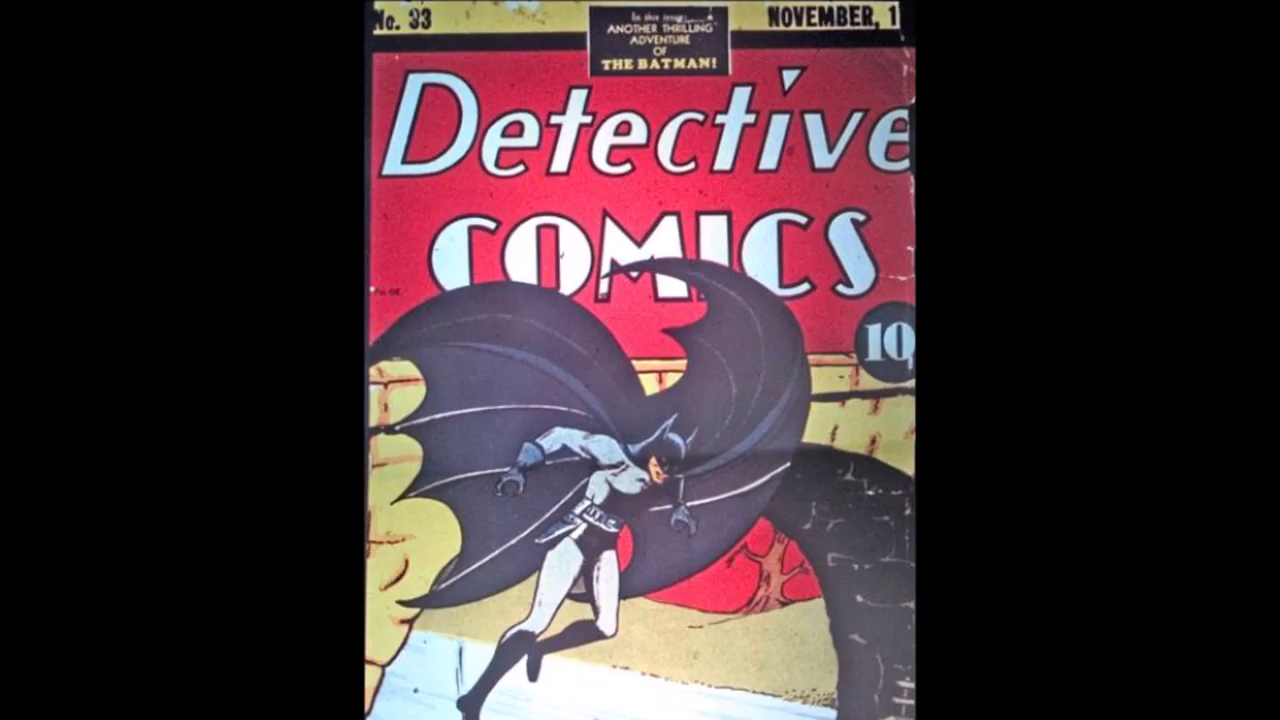 No. 33
NOVEMBER, 1
In this issue
ANOTHER THRILLING
ADVENTURE
OF
THE BATMAN!
Detective
COMICS
10